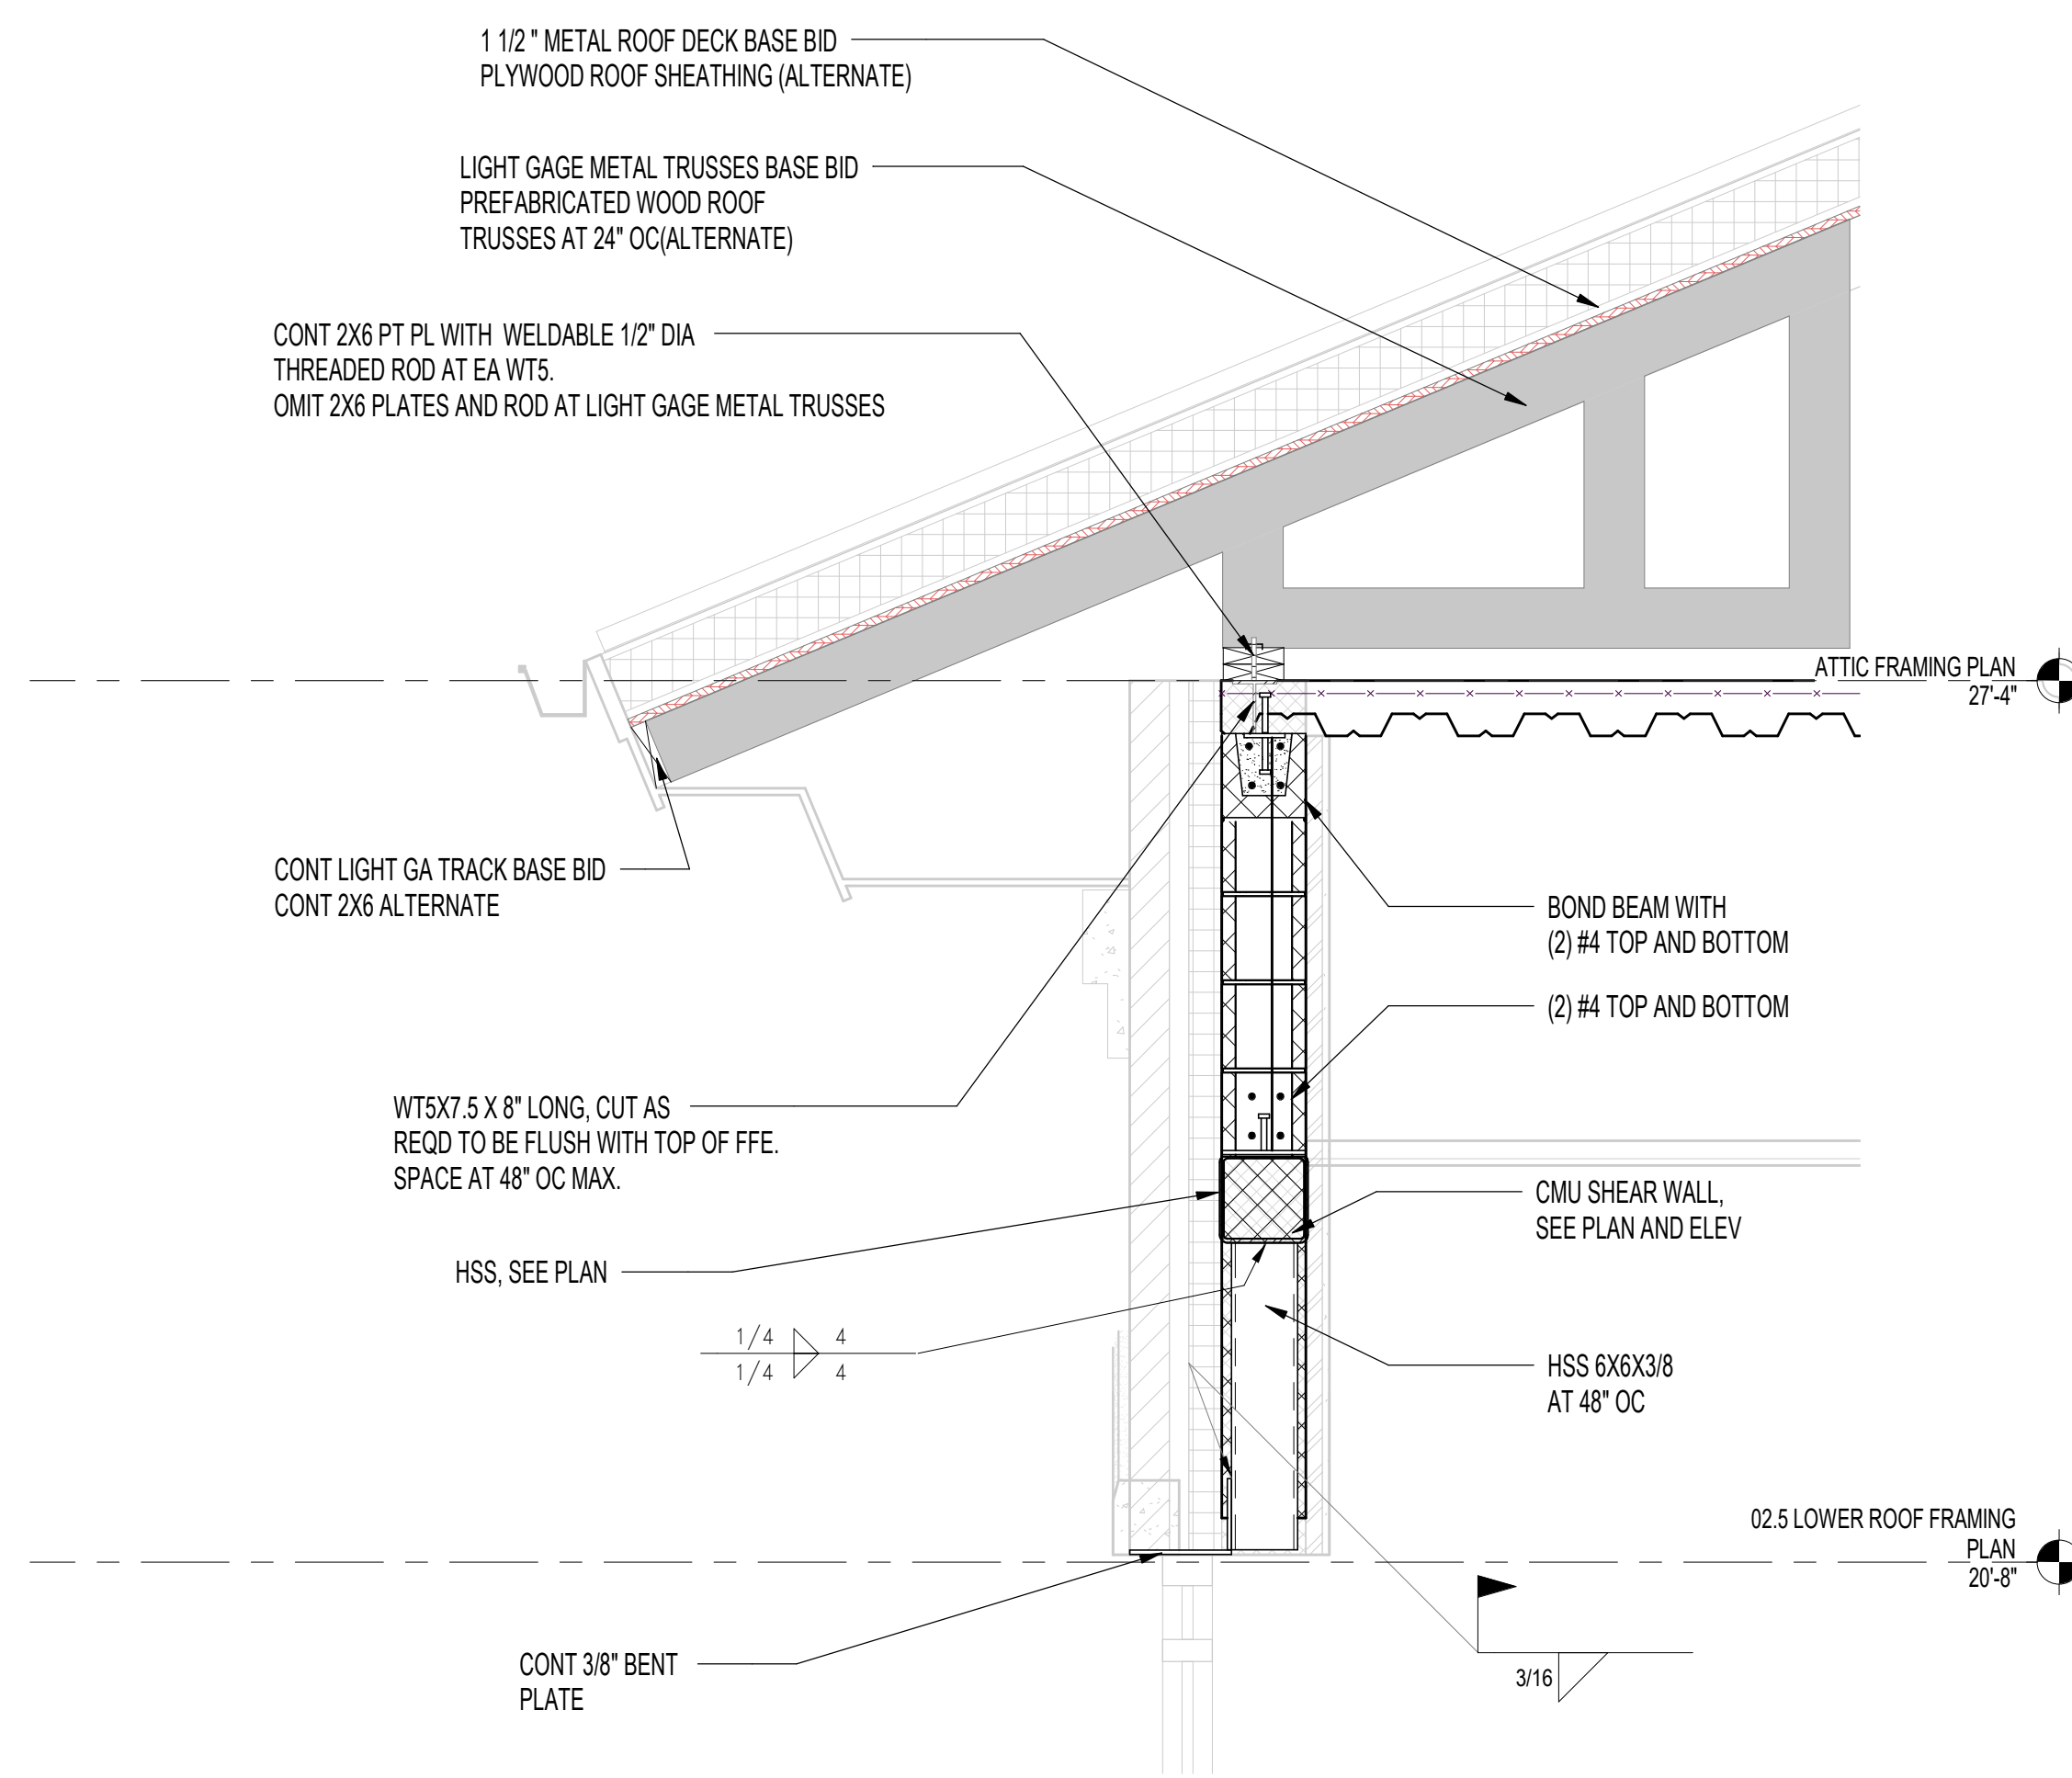 1 1/2 " METAL ROOF DECK BASE BID
PLYWOOD ROOF SHEATHING (ALTERNATE)
LIGHT GAGE METAL TRUSSES BASE BID
PREFABRICATED WOOD ROOF
TRUSSES AT 24" OC(ALTERNATE)
CONT 2X6 PT PL WITH WELDABLE 1/2" DIA
THREADED ROD AT EA WT5.
OMIT 2X6 PLATES AND ROD AT LIGHT GAGE METAL TRUSSES
ATTIC FRAMING PLAN
27'-4"
CONT LIGHT GA TRACK BASE BID
CONT 2X6 ALTERNATE
BOND BEAM WITH
(2) #4 TOP AND BOTTOM
(2) #4 TOP AND BOTTOM
WT5X7.5 X 8" LONG, CUT AS
REQD TO BE FLUSH WITH TOP OF FFE.
SPACE AT 48" OC MAX.
CMU SHEAR WALL,
SEE PLAN AND ELEV
HSS, SEE PLAN
1/4 4
1/4 4
HSS 6X6X3/8
AT 48" OC
02.5 LOWER ROOF FRAMING
PLAN
20'-8"
CONT 3/8" BENT
PLATE
3/16